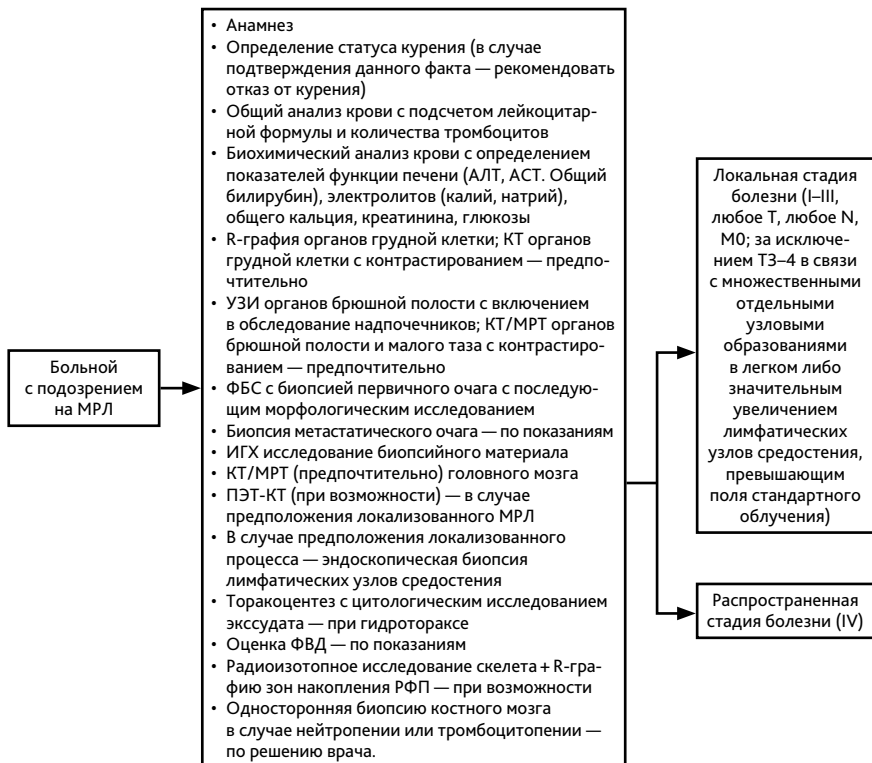 Больной
с подозрением
на МРЛ
• Анамнез
• Определение статуса курения (в случае
подтверждения данного факта — рекомендовать
отказ от курения)
• Общий анализ крови с подсчетом лейкоцитар-
ной формулы и количества тромбоцитов
• Биохимический анализ крови с определением
показателей функции печени (АЛТ, АСТ. Общий
билирубин), электролитов (калий, натрий),
общего кальция, креатинина, глюкозы
• R-графия органов грудной клетки; КТ органов
грудной клетки с контрастированием — предпо-
чтительно
• УЗИ органов брюшной полости с включением
в обследование надпочечников; КТ/МРТ органов
брюшной полости и малого таза с контрастиро-
ванием — предпочтительно
• ФБС с биопсией первичного очага с последую-
щим морфологическим исследованием
• Биопсия метастатического очага — по показаниям
• ИГХ исследование биопсийного материала
• КТ/МРТ (предпочтительно) головного мозга
• ПЭТ-КТ (при возможности) — в случае
предположения локализованного МРЛ
• В случае предположения локализованного
процесса — эндоскопическая биопсия
лимфатических узлов средостения
• Торакоцентез с цитологическим исследованием
экссудата — при гидротораксе
• Оценка ФВД — по показаниям
• Радиоизотопное исследование скелета + R-гра-
фию зон накопления РФП — при возможности
• Односторонняя биопсию костного мозга
в случае нейтропении или тромбоцитопении —
по решению врача.
Локальная стадия
болезни (I–III,
любое T, любое N,
M0; за исключе-
нием T3–4 в связи
с множественными
отдельными
узловыми
образованиями
в легком либо
значительным
увеличением
лимфатических
узлов средостения,
превышающим
поля стандартного
облучения)
Распространенная
стадия болезни (IV)